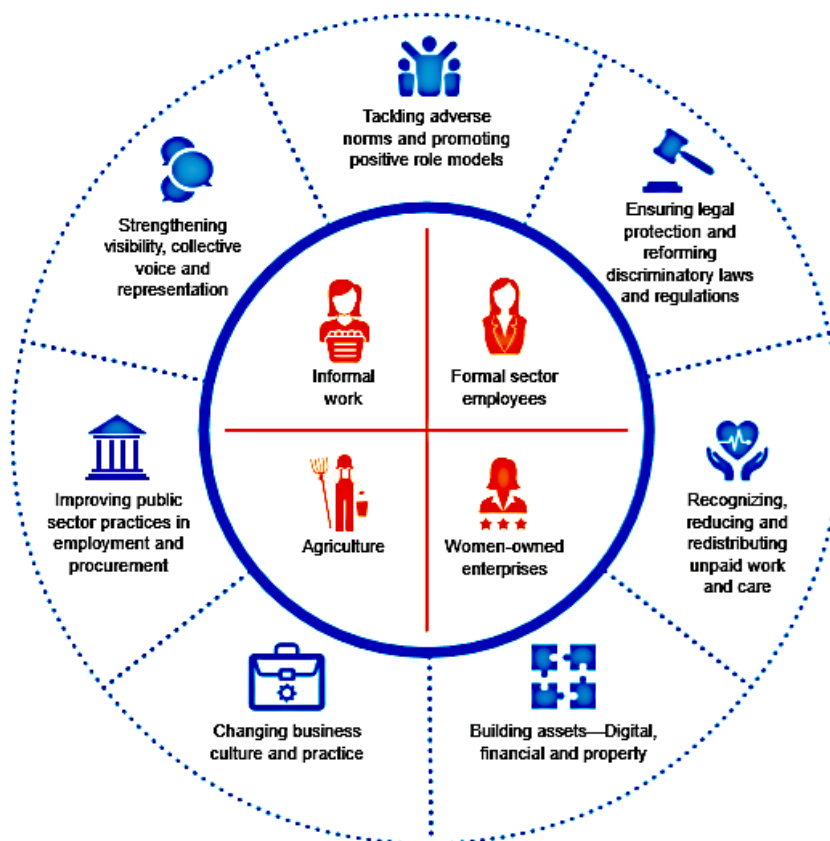 Tackling adverse
norms and promoting
positive role models
Ensuring legal
protection and
reforming
discriminatory laws
and regulations
Recognizing,
reducing and
redistributing
unpaid work
and care
Building assets—Digital,
financial and property
Changing business
culture and practice
Improving public
sector practices in
employment and
procurement
Strengthening
visibility, collective
voice and
representation
Informal
work
Formal sector
employees
Agriculture
Women-owned
enterprises